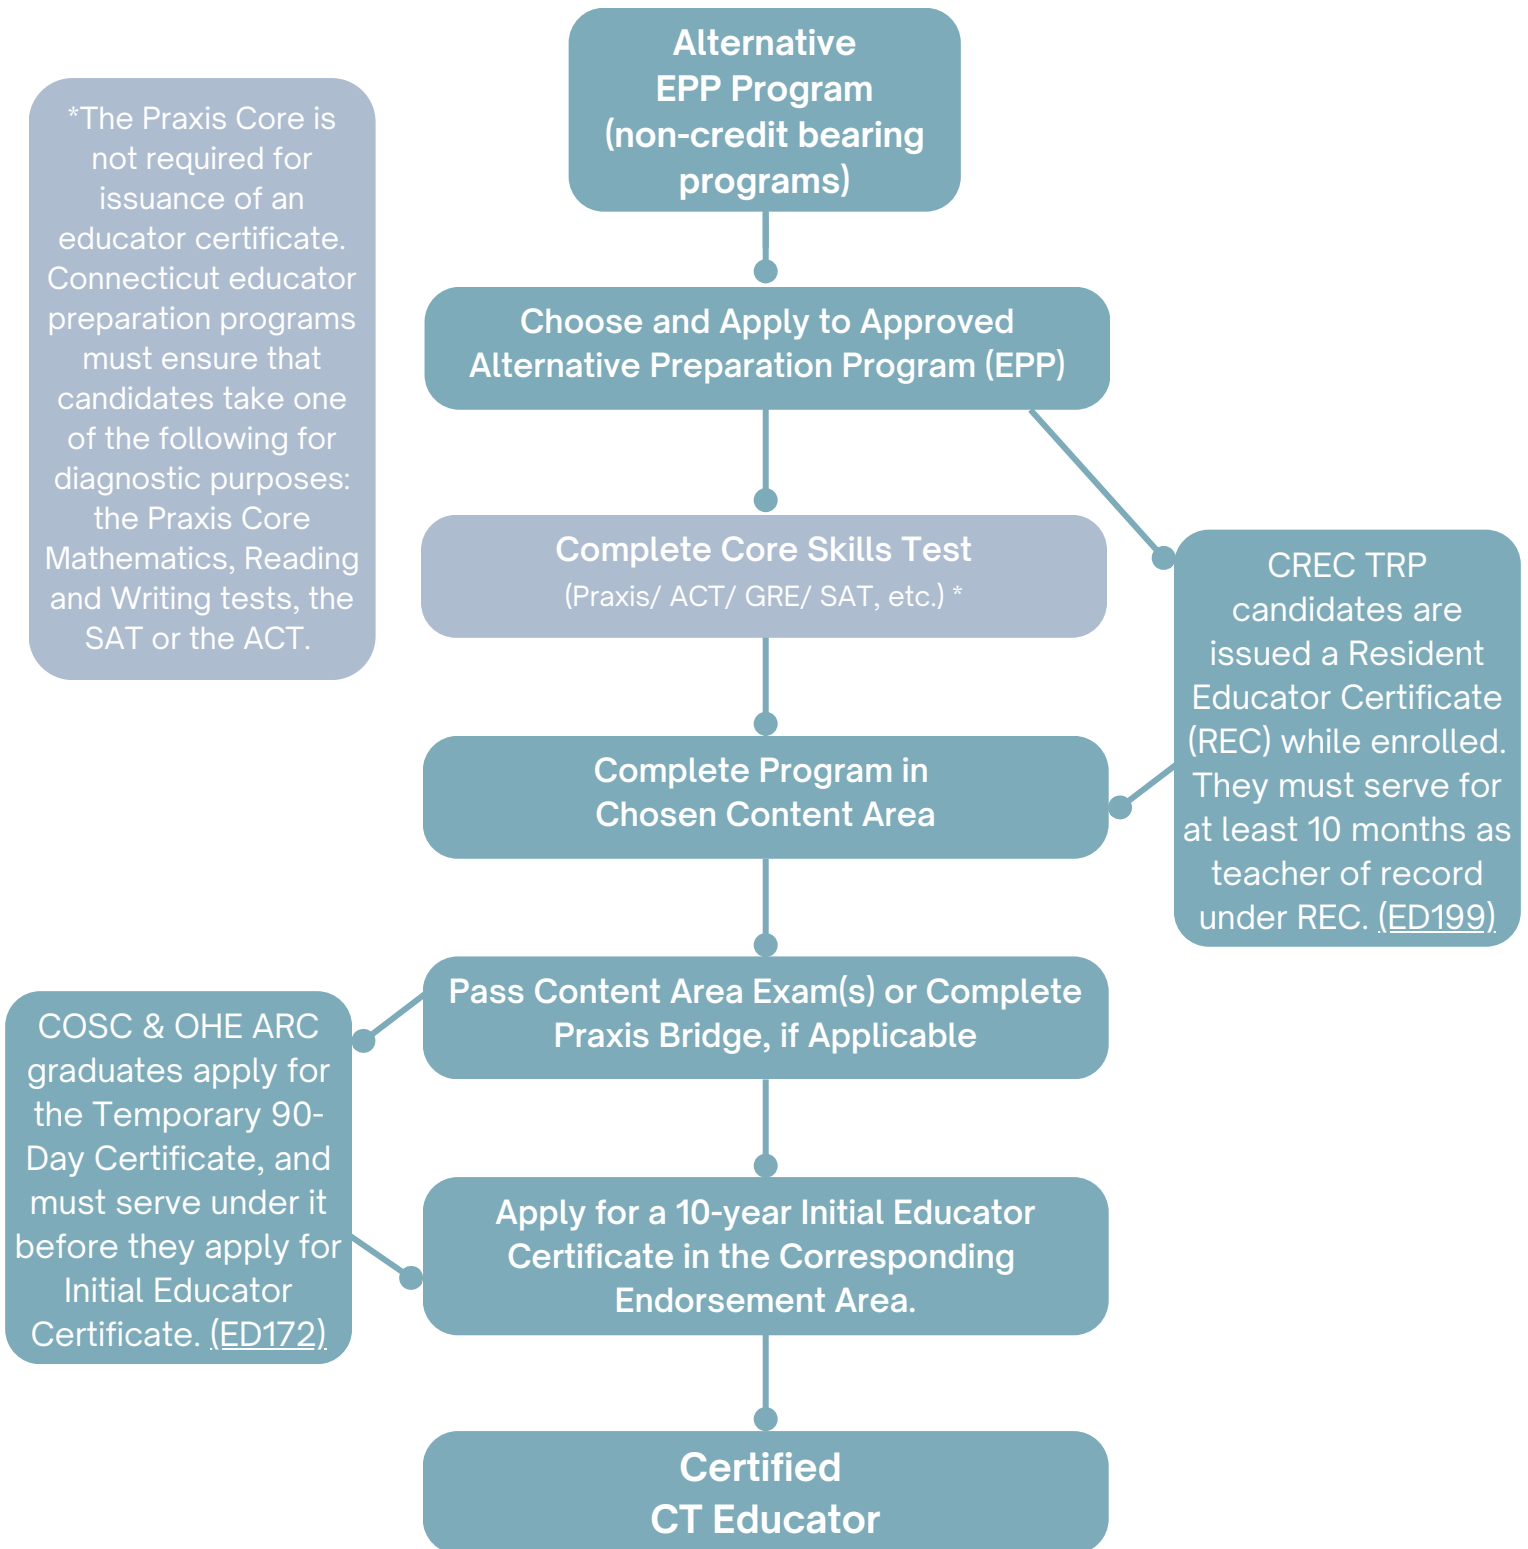 Alternative
EPP Program
(non-credit bearing
programs)
*The Praxis Core is
not required for
issuance of an
educator certificate.
Connecticut educator
preparation programs
must ensure that
candidates take one
of the following for
diagnostic purposes:
the Praxis Core
Mathematics, Reading
and Writing tests, the
SAT or the ACT.
Choose and Apply to Approved
Alternative Preparation Program (EPP)
Complete Core Skills Test
(Praxis/ ACT/ GRE/ SAT, etc.) *
CREC TRP
candidates are
issued a Resident
Educator Certificate
(REC) while enrolled.
They must serve for
at least 10 months as
teacher of record
under REC. (ED199)
Complete Program in
Chosen Content Area
Pass Content Area Exam(s) or Complete
Praxis Bridge, if Applicable
COSC & OHE ARC
graduates apply for
the Temporary 90-
Day Certificate, and
must serve under it
before they apply for
Initial Educator
Certificate. (ED172)
Apply for a 10-year Initial Educator
Certificate in the Corresponding
Endorsement Area.
Certified
CT Educator